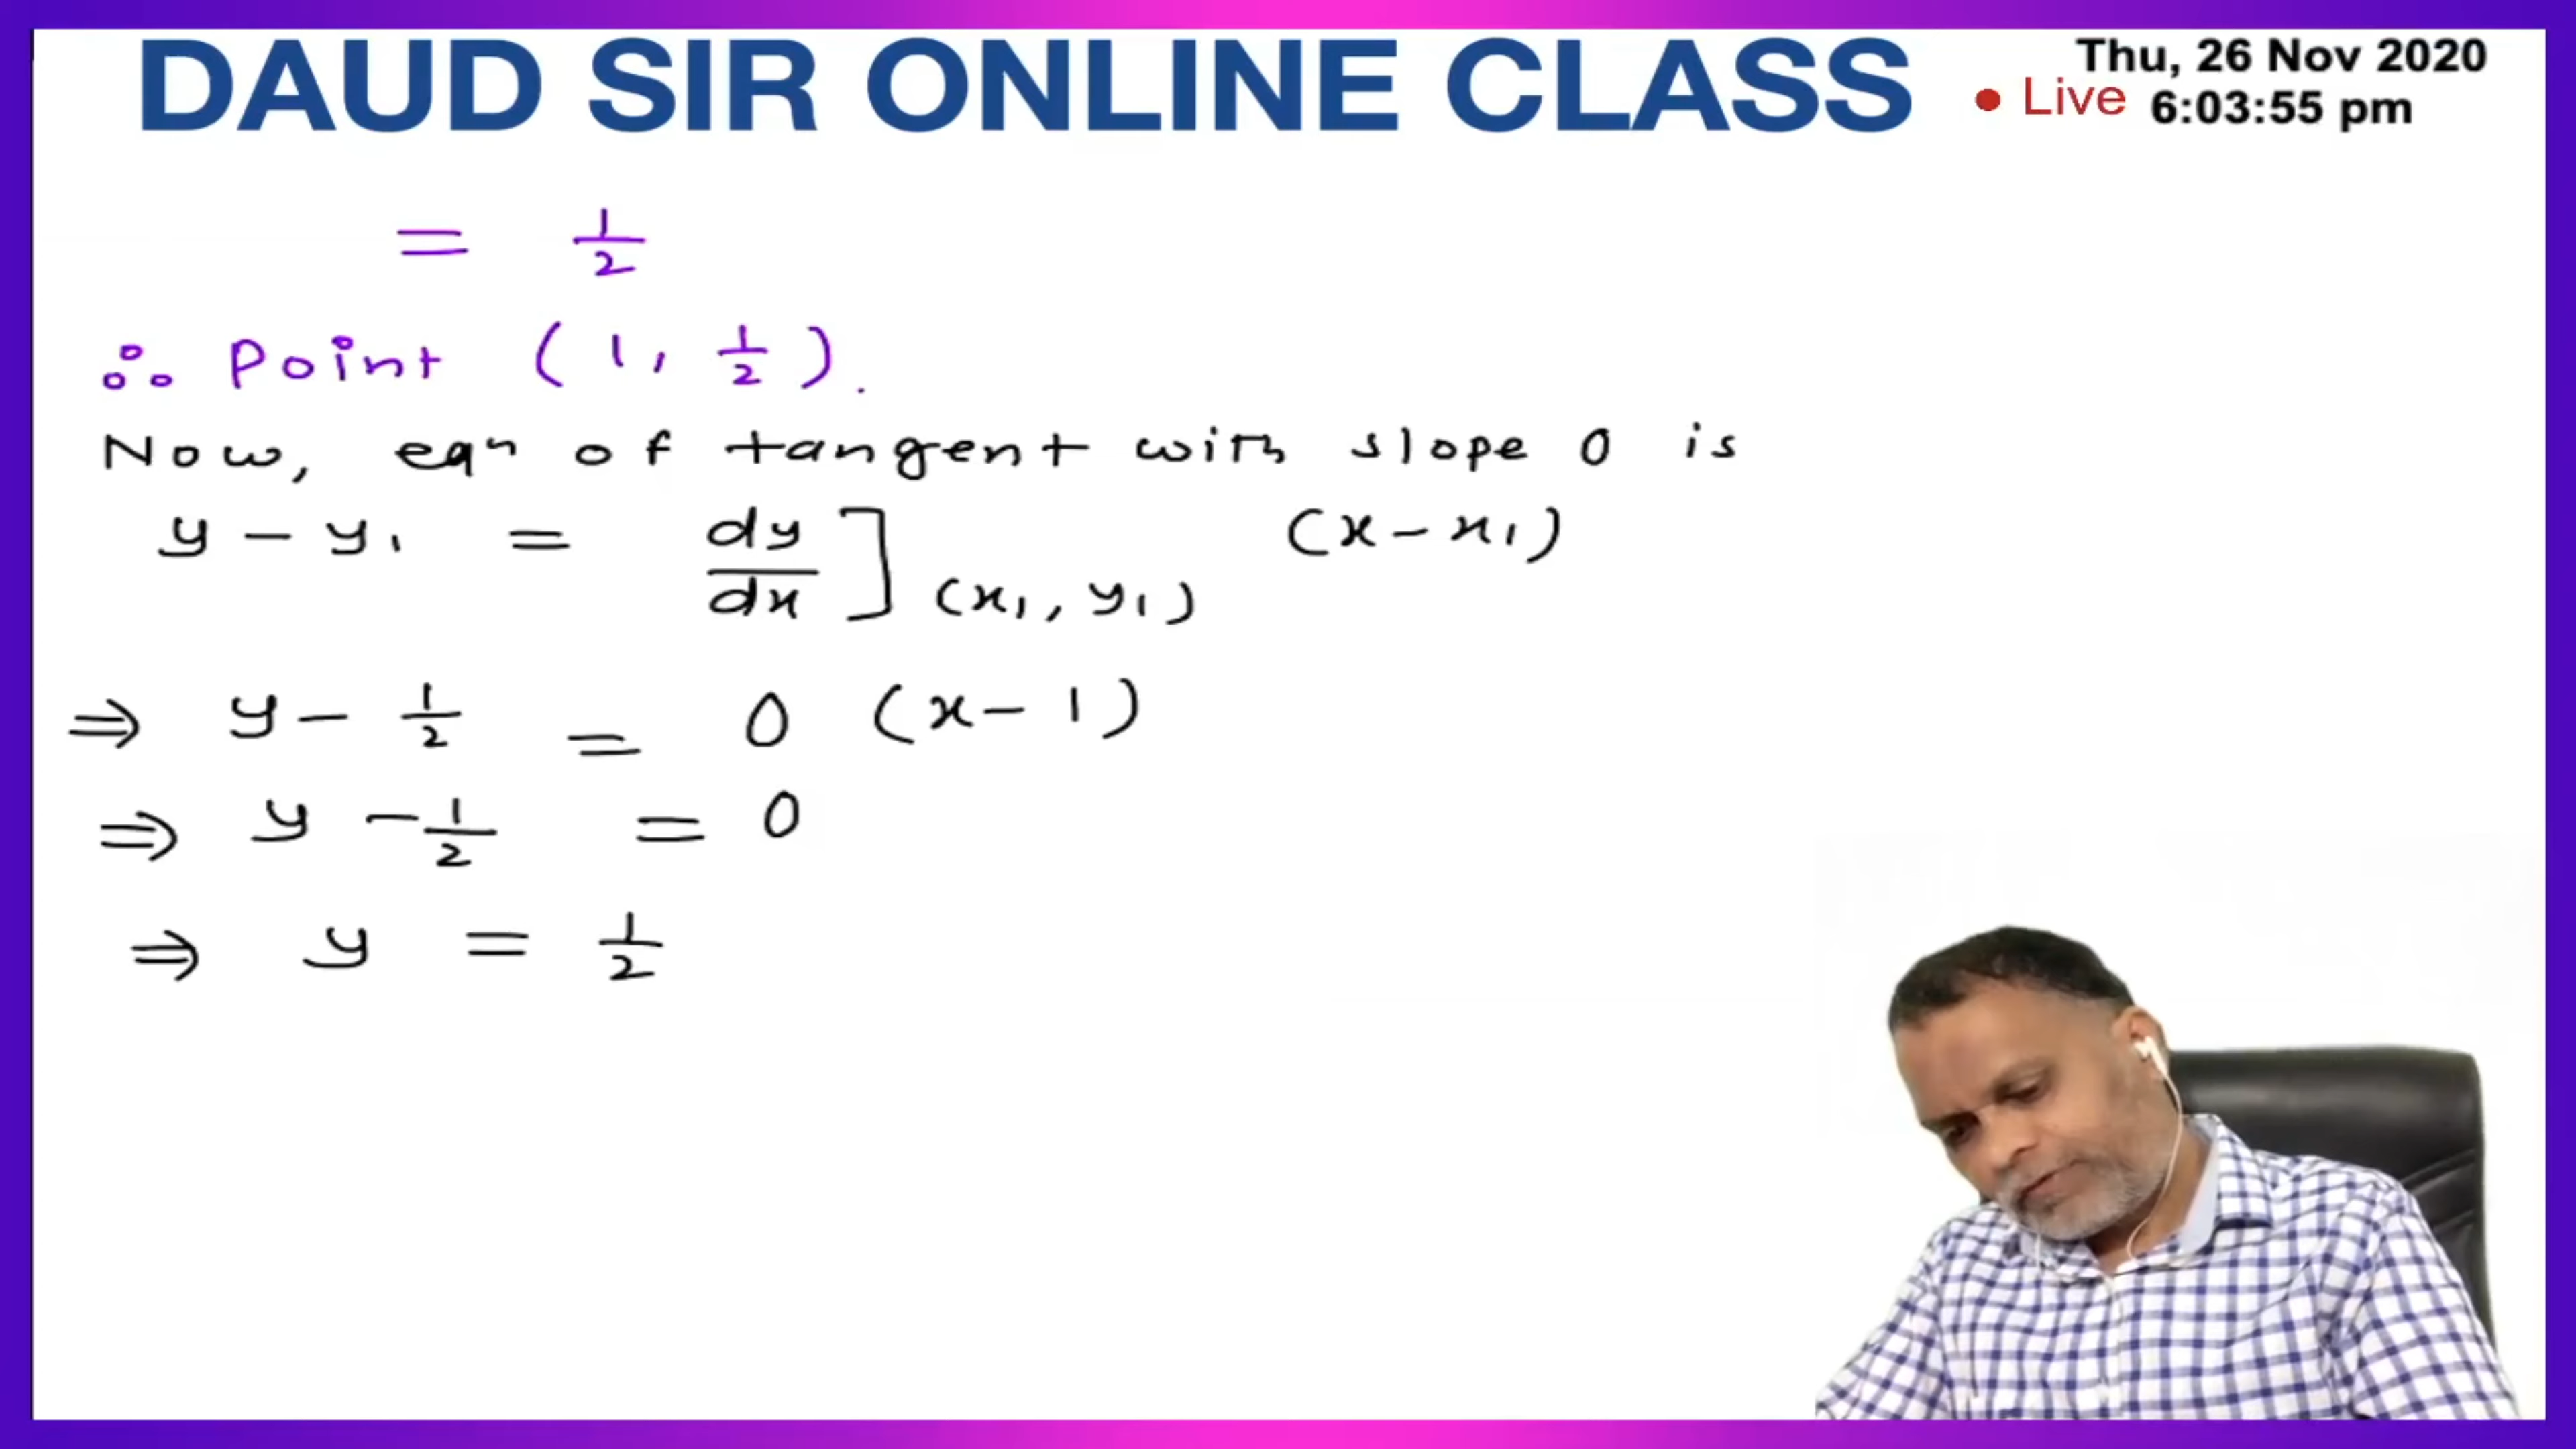 DAUD SIR ONLINE CLASS
Thu, 26 Nov 2020
• Live 6:03:55 pm
= 1/2
∴ Point (1, 1/2).
Now, eqn of tangent with slope 0 is
y - y₁ = dy/dx](x₁, y₁) (x - x₁)
⇒ y - 1/2 = 0 (x - 1)
⇒ y - 1/2 = 0
⇒ y = 1/2